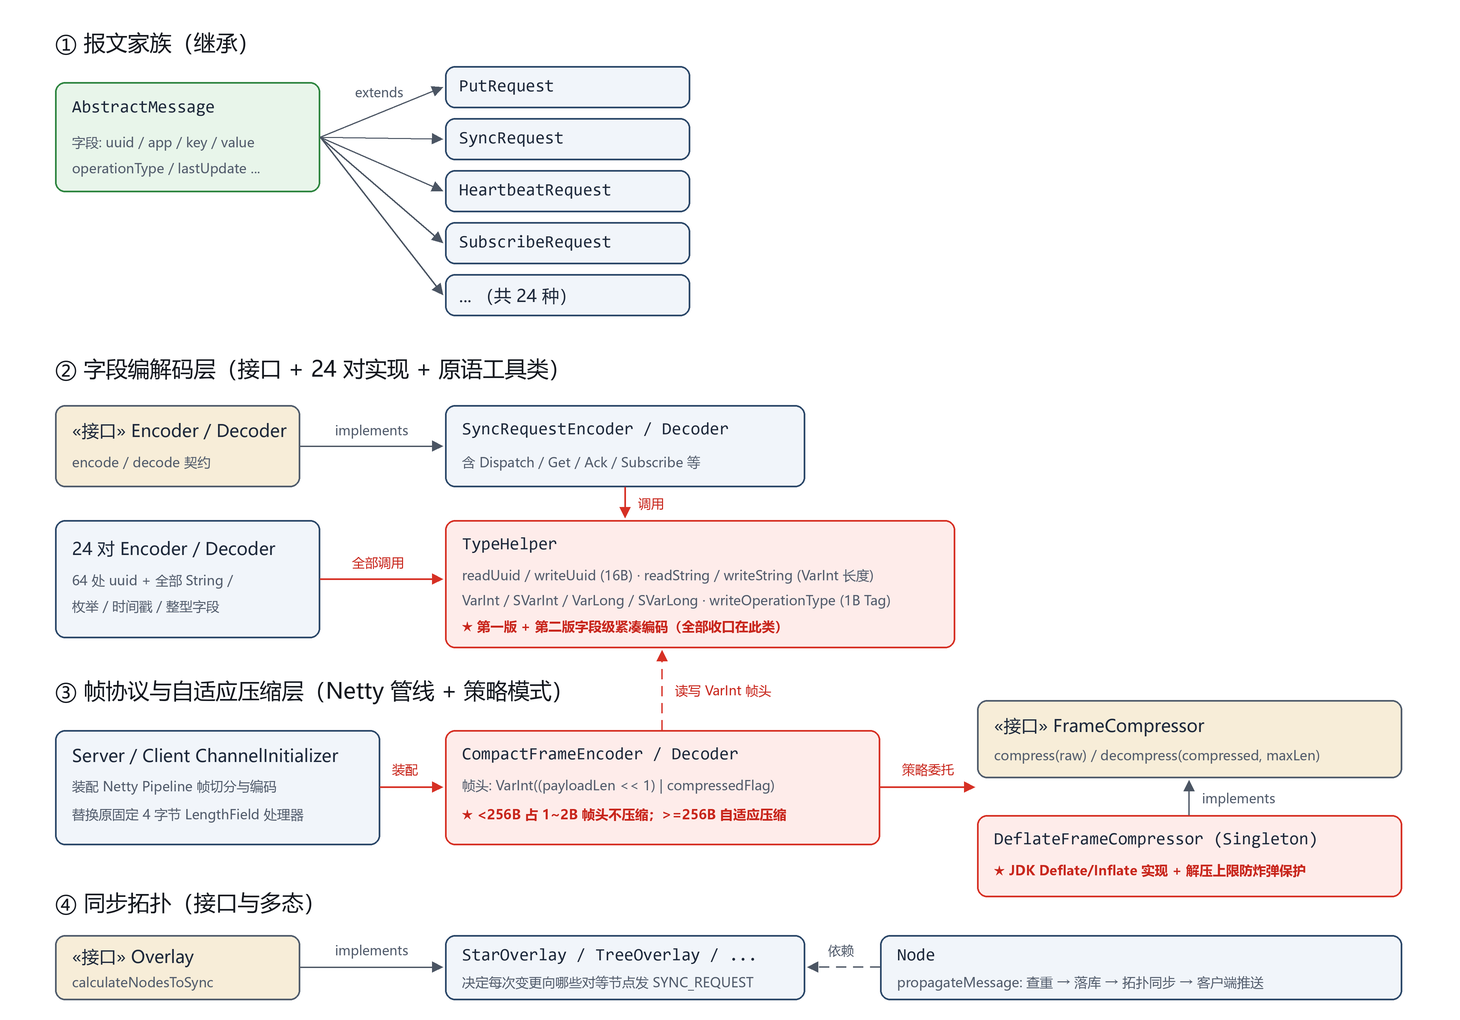 ① 报文家族（继承）
AbstractMessage
字段: uuid / app / key / value
operationType / lastUpdate ...
extends
PutRequest
SyncRequest
HeartbeatRequest
SubscribeRequest
... （共 24 种）
② 字段编解码层（接口 + 24 对实现 + 原语工具类）
«接口» Encoder / Decoder
encode / decode 契约
implements
SyncRequestEncoder / Decoder
含 Dispatch / Get / Ack / Subscribe 等
调用
24 对 Encoder / Decoder
64 处 uuid + 全部 String /
枚举 / 时间戳 / 整型字段
全部调用
TypeHelper
readUuid / writeUuid (16B) · readString / writeString (VarInt 长度)
VarInt / SVarInt / VarLong / SVarLong · writeOperationType (1B Tag)
★ 第一版 + 第二版字段级紧凑编码（全部收口在此类）
读写 VarInt 帧头
③ 帧协议与自适应压缩层（Netty 管线 + 策略模式）
Server / Client ChannelInitializer
装配 Netty Pipeline 帧切分与编码
替换原固定 4 字节 LengthField 处理器
装配
CompactFrameEncoder / Decoder
帧头: VarInt((payloadLen << 1) | compressedFlag)
★ <256B 占 1~2B 帧头不压缩；>=256B 自适应压缩
策略委托
«接口» FrameCompressor
compress(raw) / decompress(compressed, maxLen)
implements
DeflateFrameCompressor (Singleton)
★ JDK Deflate/Inflate 实现 + 解压上限防炸弹保护
④ 同步拓扑（接口与多态）
«接口» Overlay
calculateNodesToSync
implements
StarOverlay / TreeOverlay / ...
决定每次变更向哪些对等节点发 SYNC_REQUEST
依赖
Node
propagateMessage: 查重 → 落库 → 拓扑同步 → 客户端推送